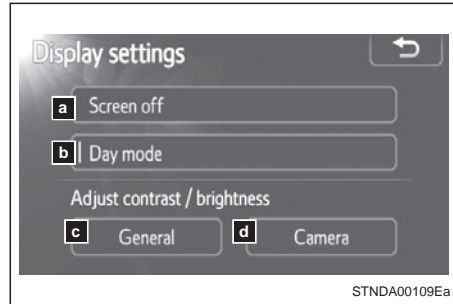 Display settings
a Screen off
b Day mode
Adjust contrast / brightness
c General d Camera
STNDA00109Ea